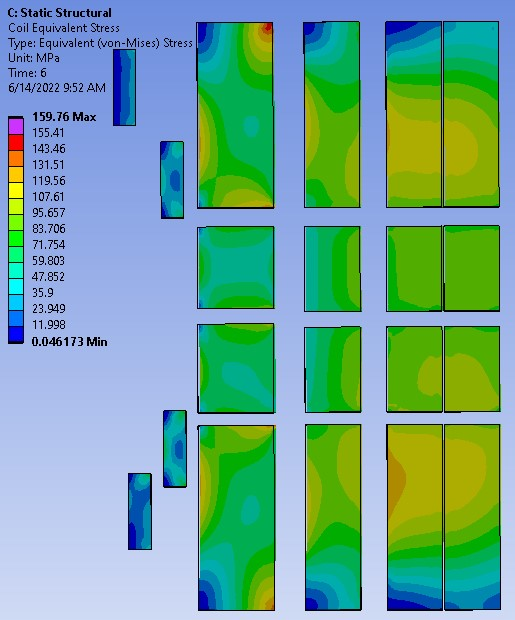 C: Static Structural
Coil Equivalent Stress
Type: Equivalent (von-Mises) Stress
Unit: MPa
Time: 6
6/14/2022 9:52 AM
159.76 Max
155.41
143.46
131.51
119.56
107.61
95.657
83.706
71.754
59.803
47.852
35.9
23.949
11.998
0.046173 Min